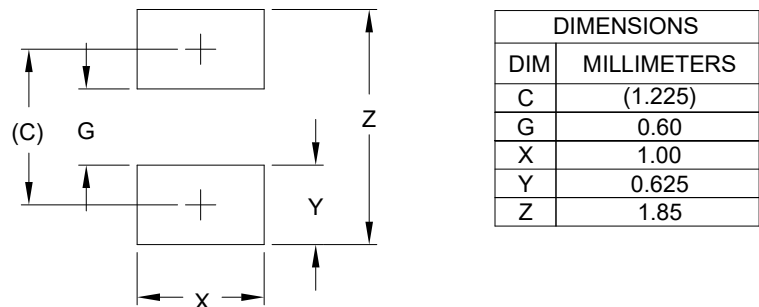 (C)
G
Z
Y
X
DIMENSIONS
DIM MILLIMETERS
C (1.225)
G 0.60
X 1.00
Y 0.625
Z 1.85